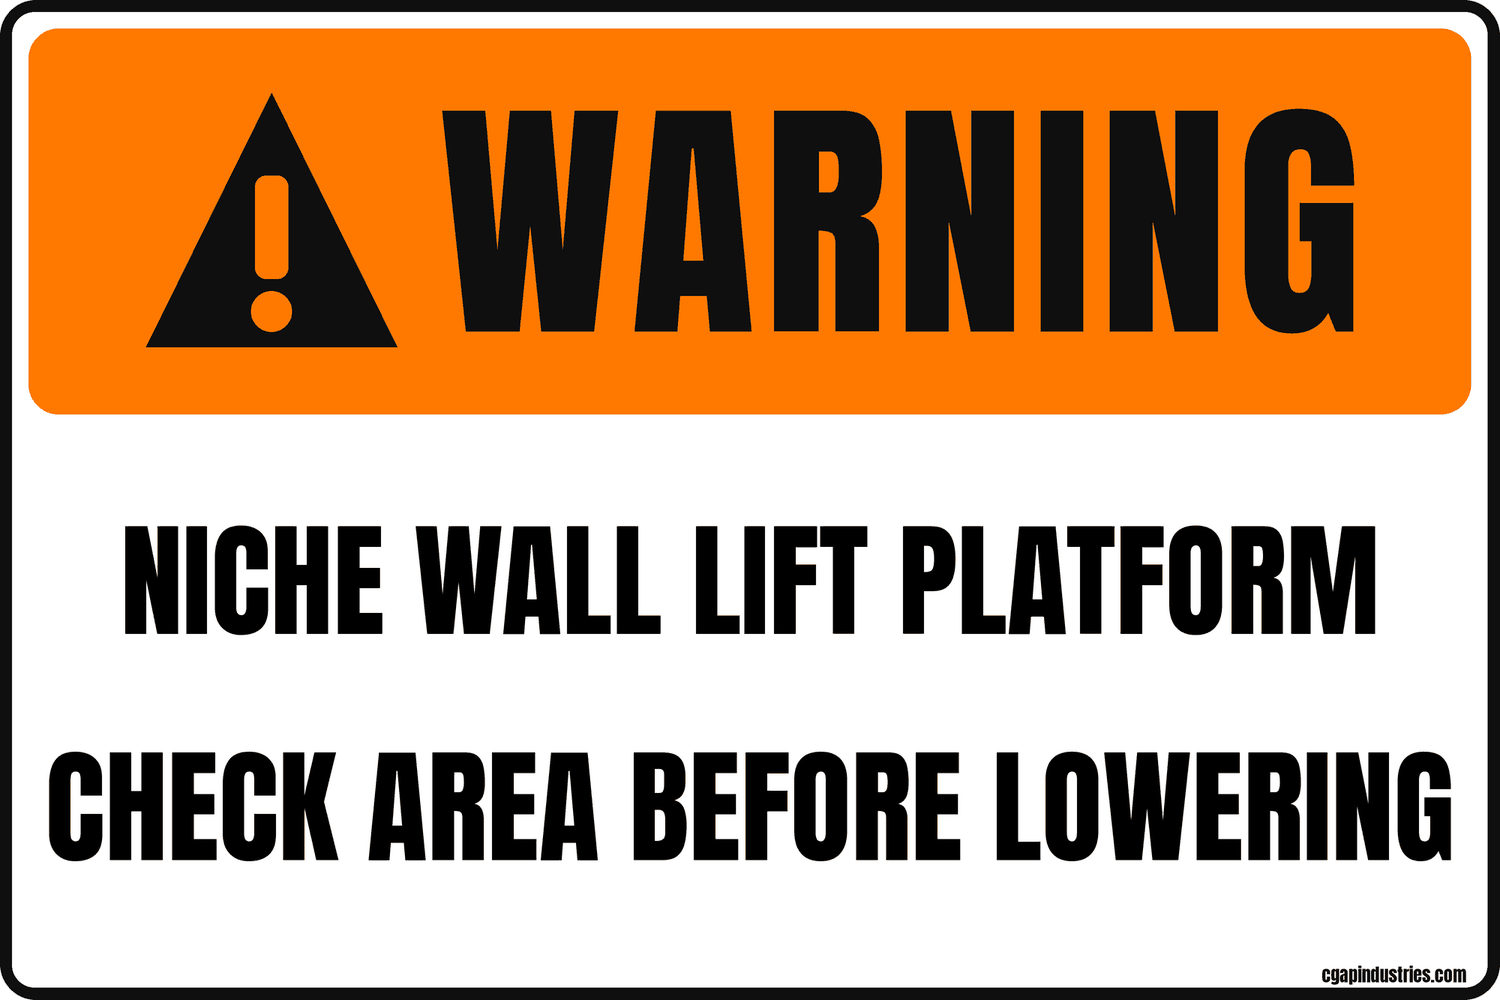 WARNING
NICHE WALL LIFT PLATFORM
CHECK AREA BEFORE LOWERING
cgapindustries.com